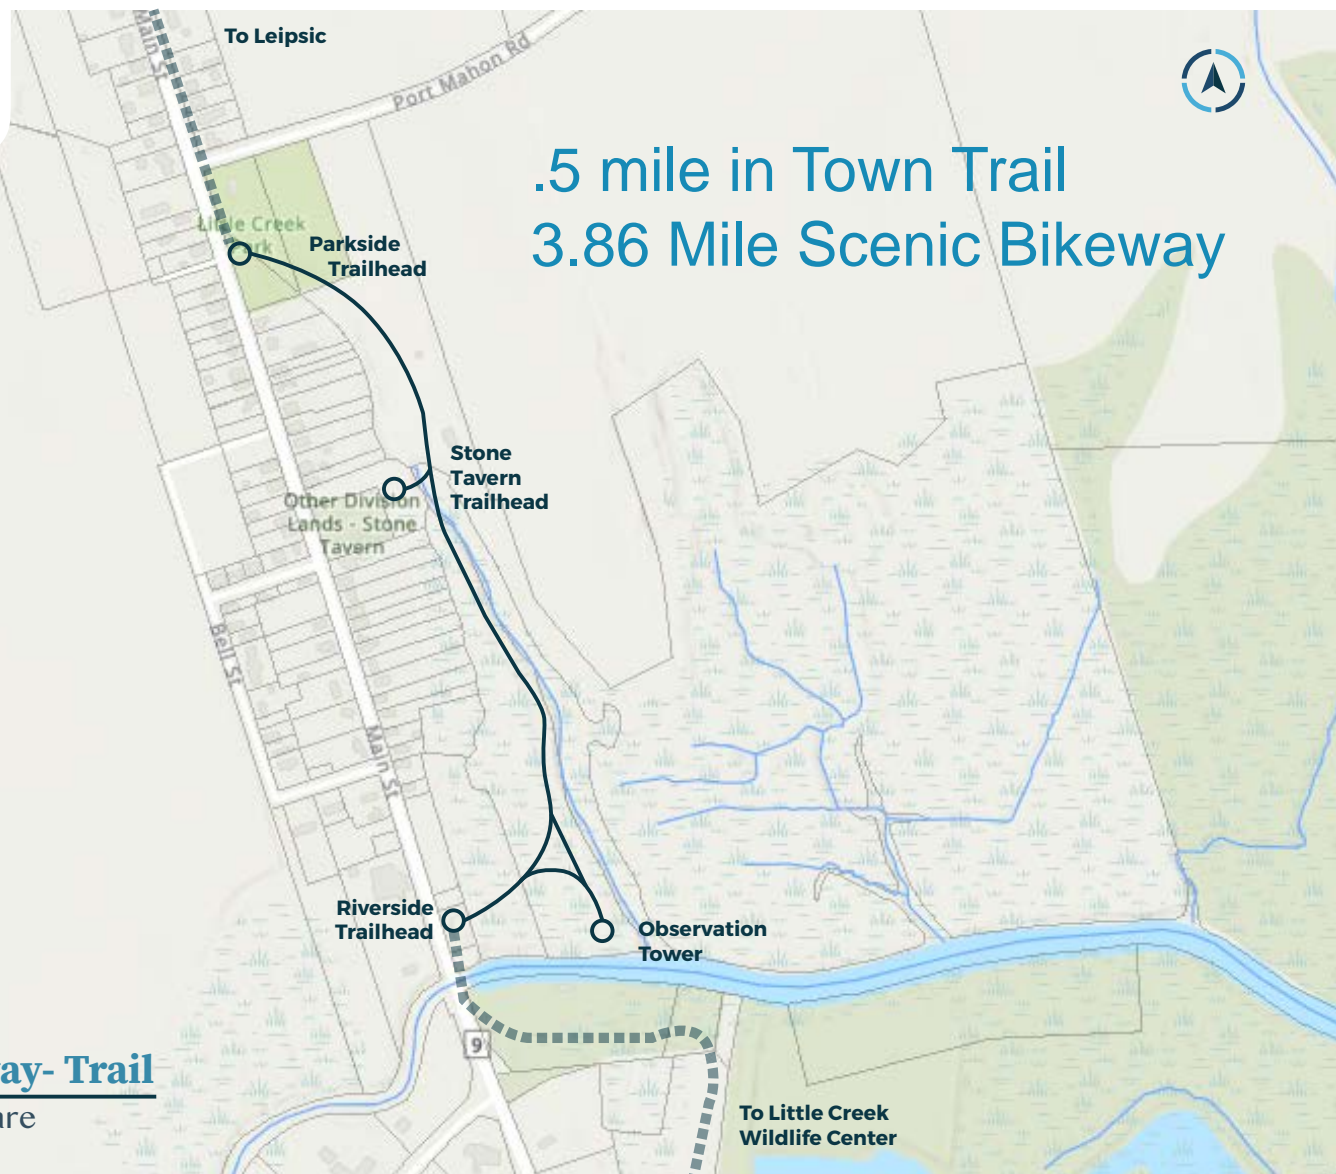 To Leipsic
Main St
Port Mahon Rd
.5 mile in Town Trail
3.86 Mile Scenic Bikeway
Little Creek
Park
Parkside
Trailhead
Stone
Tavern
Trailhead
Other Division
Lands - Stone
Tavern
Bell St
Main St
Riverside
Trailhead
Observation
Tower
9
ay- Trail
are
To Little Creek
Wildlife Center